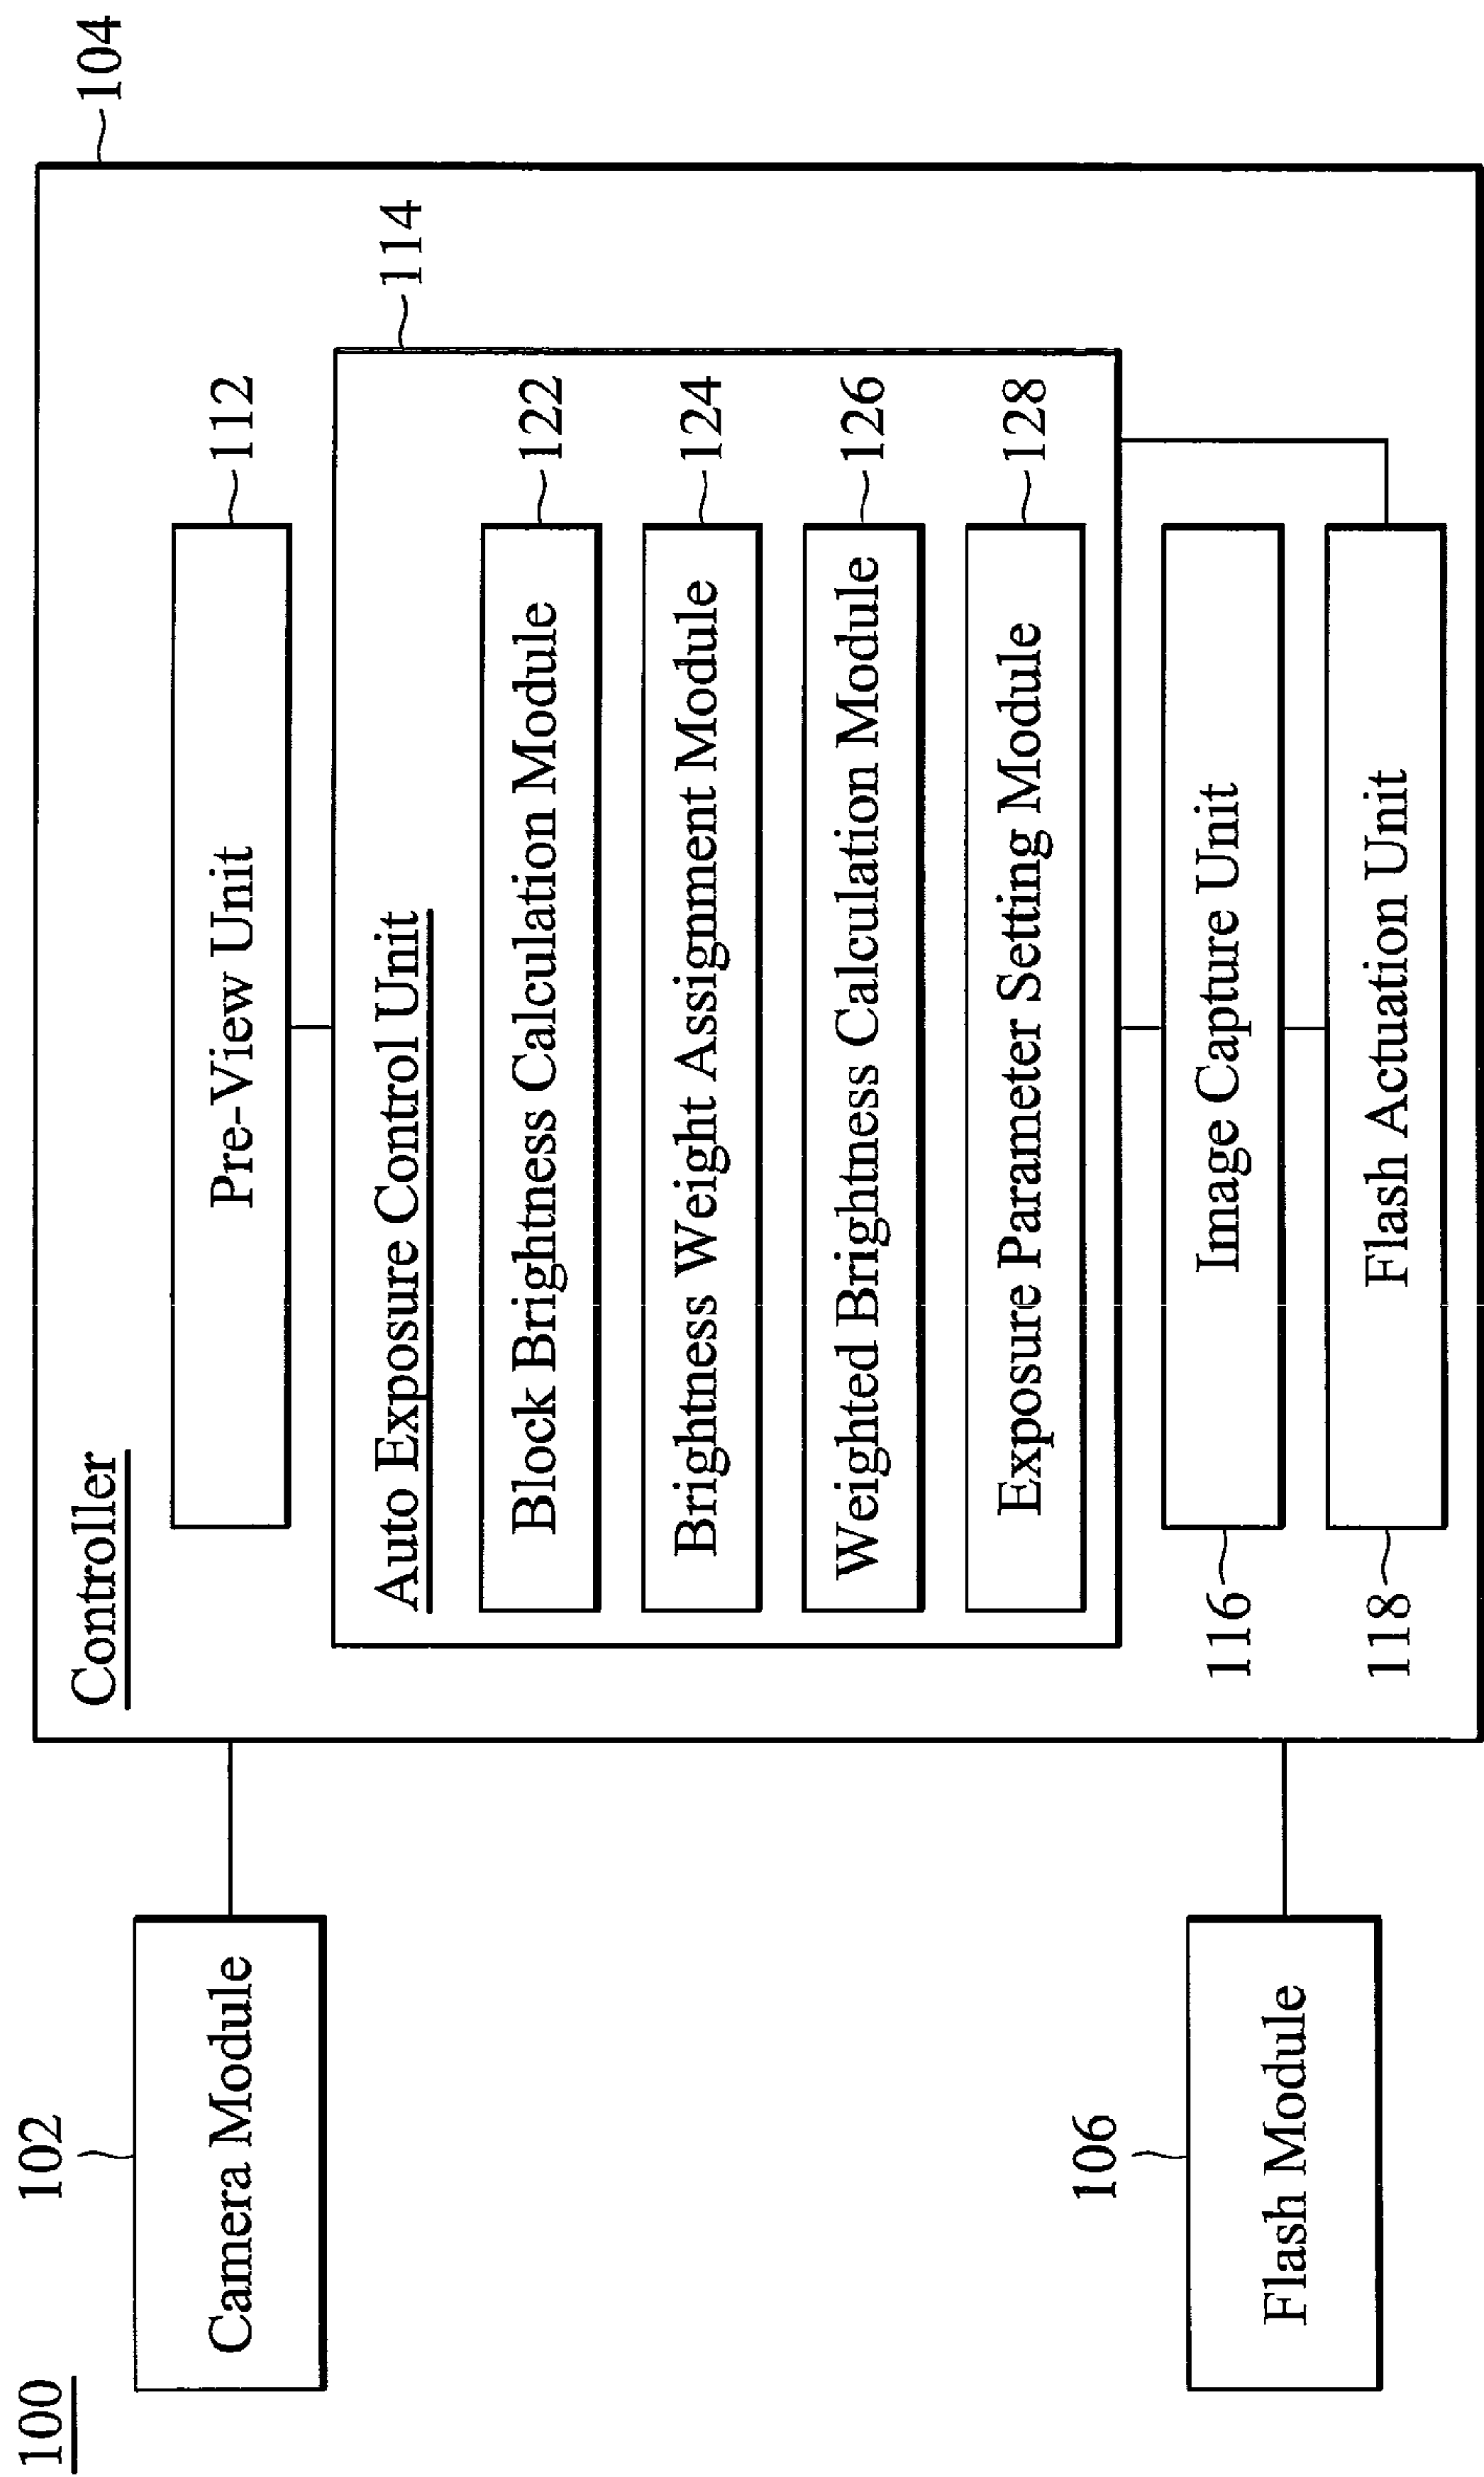 100
102
Camera Module
106
Flash Module
Controller
104
Pre-View Unit
112
114
Auto Exposure Control Unit
Block Brightness Calculation Module
122
Brightness Weight Assignment Module
124
Weighted Brightness Calculation Module
126
Exposure Parameter Setting Module
128
116
Image Capture Unit
118
Flash Actuation Unit